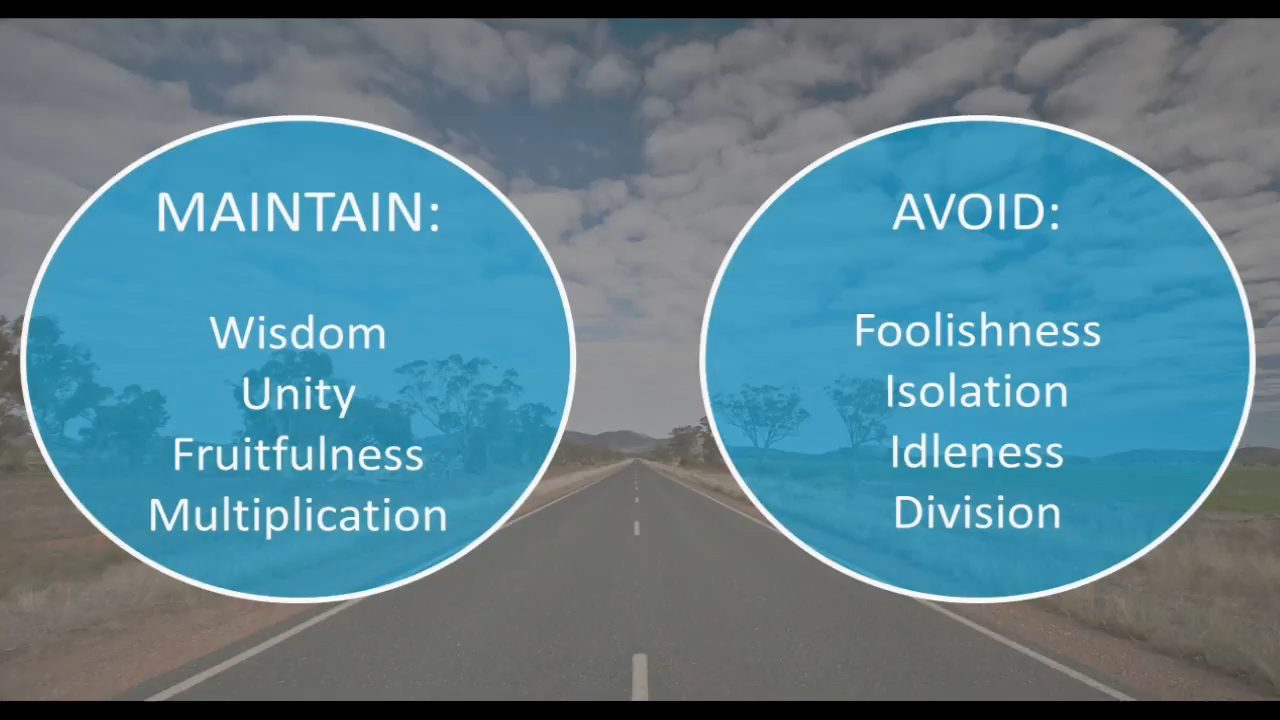 MAINTAIN:
Wisdom
Unity
Fruitfulness
Multiplication
AVOID:
Foolishness
Isolation
Idleness
Division